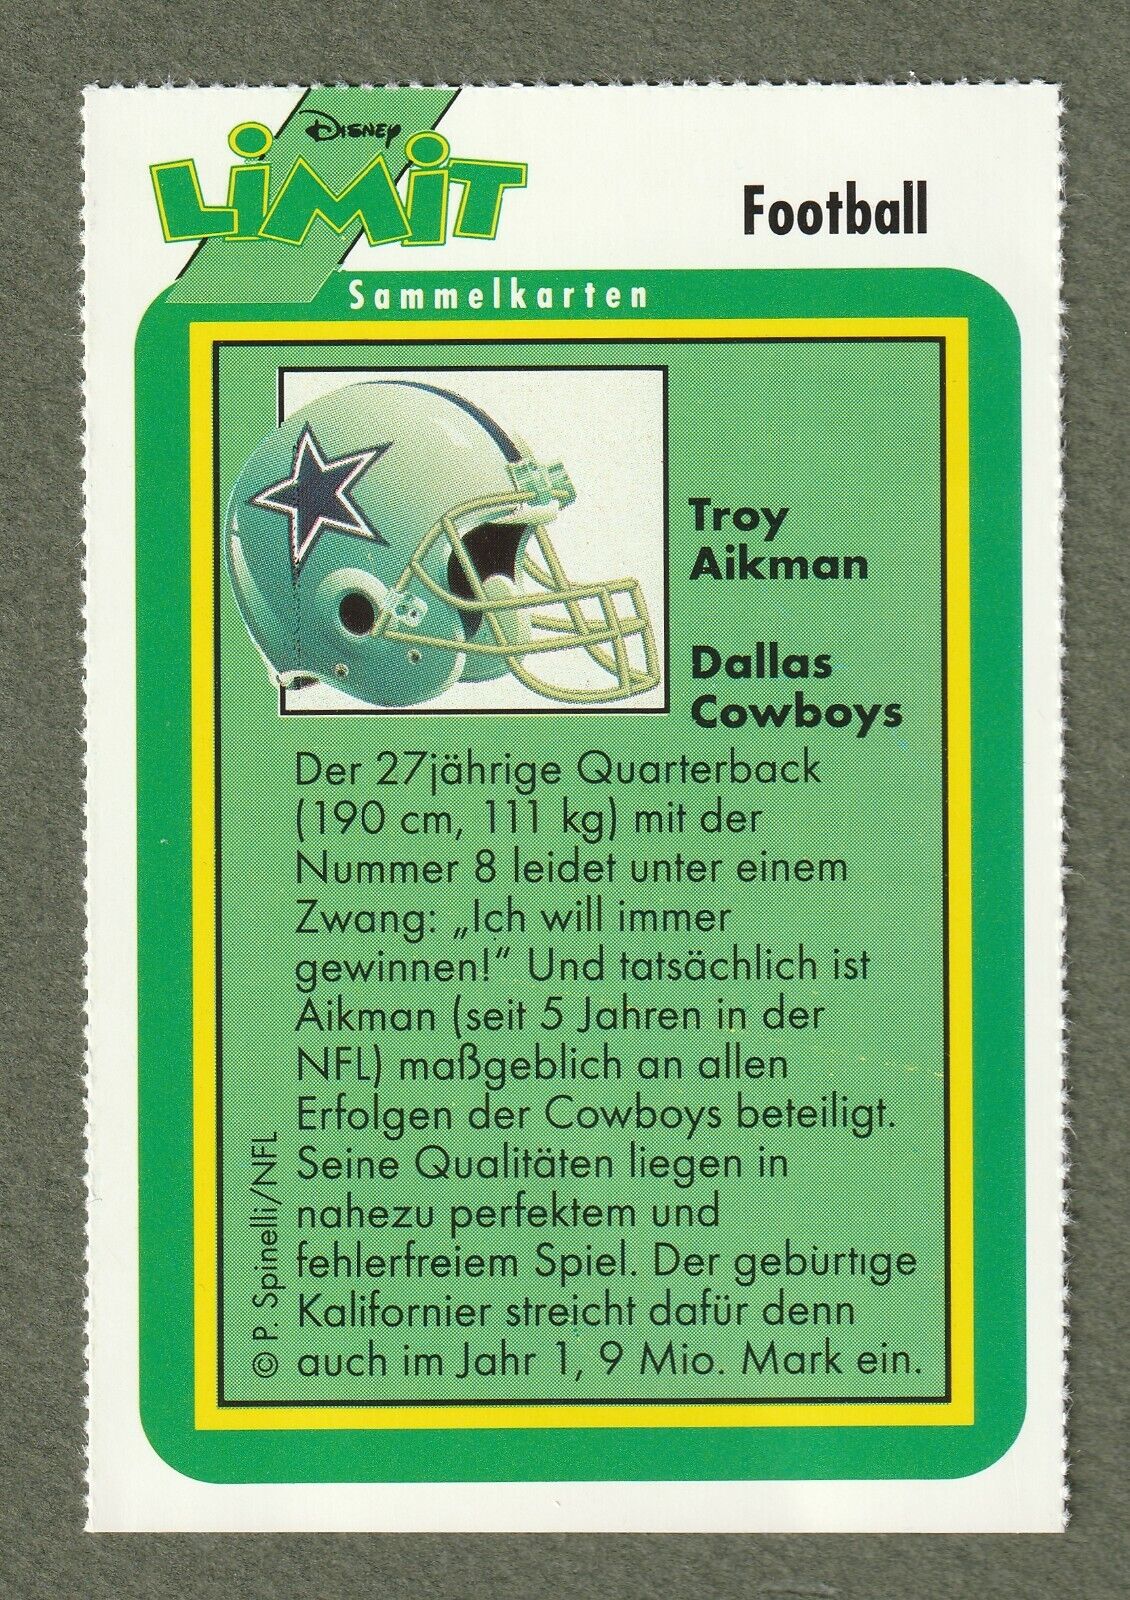 Disney
LiMiT
Football
Sammelkarten
Troy
Aikman
Dallas
Cowboys
Der 27jährige Quarterback
(190 cm, 111 kg) mit der
Nummer 8 leidet unter einem
Zwang: „Ich will immer
gewinnen!“ Und tatsächlich ist
Aikman (seit 5 Jahren in der
NFL) maßgeblich an allen
Erfolgen der Cowboys beteiligt.
Seine Qualitäten liegen in
nahezu perfektem und
fehlerfreiem Spiel. Der gebürtige
Kalifornier streicht dafür denn
auch im Jahr 1, 9 Mio. Mark ein.
© P. Spinelli/NFL